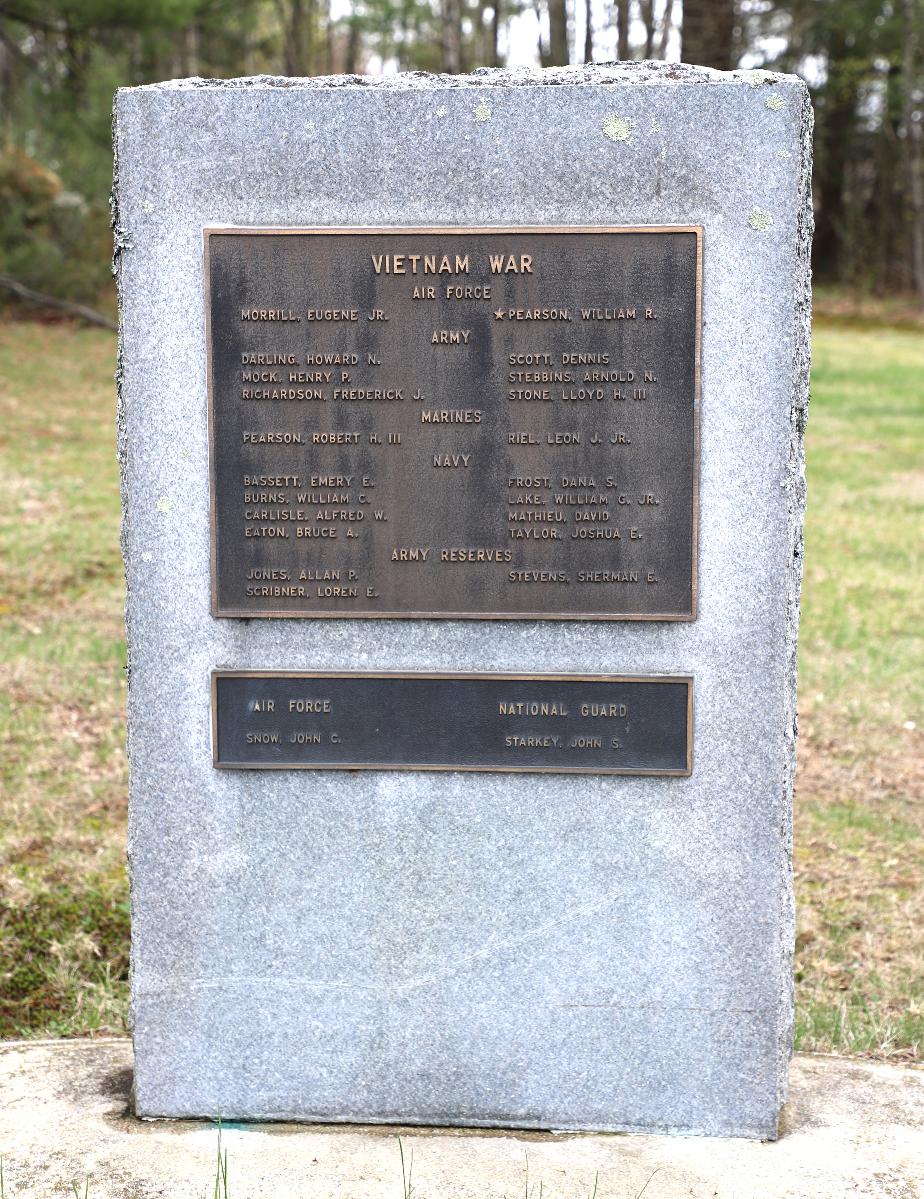 VIETNAM WAR
AIR FORCE
MORRILL, EUGENE JR. ★PEARSON, WILLIAM R.
ARMY
DARLING, HOWARD N. SCOTT, DENNIS
MOCK, HENRY P. STEBBINS, ARNOLD N.
RICHARDSON, FREDERICK J. STONE, LLOYD H. III
MARINES
PEARSON, ROBERT H. III RIEL, LEON J. JR.
NAVY
BASSETT, EMERY E. FROST, DANA S.
BURNS, WILLIAM C. LAKE, WILLIAM G. JR.
CARLISLE, ALFRED W. MATHIEU, DAVID
EATON, BRUCE A. TAYLOR, JOSHUA E.
ARMY RESERVES
JONES, ALLAN P. STEVENS, SHERMAN E.
SCRIBNER, LOREN E.
AIR FORCE NATIONAL GUARD
SNOW, JOHN C. STARKEY, JOHN S.